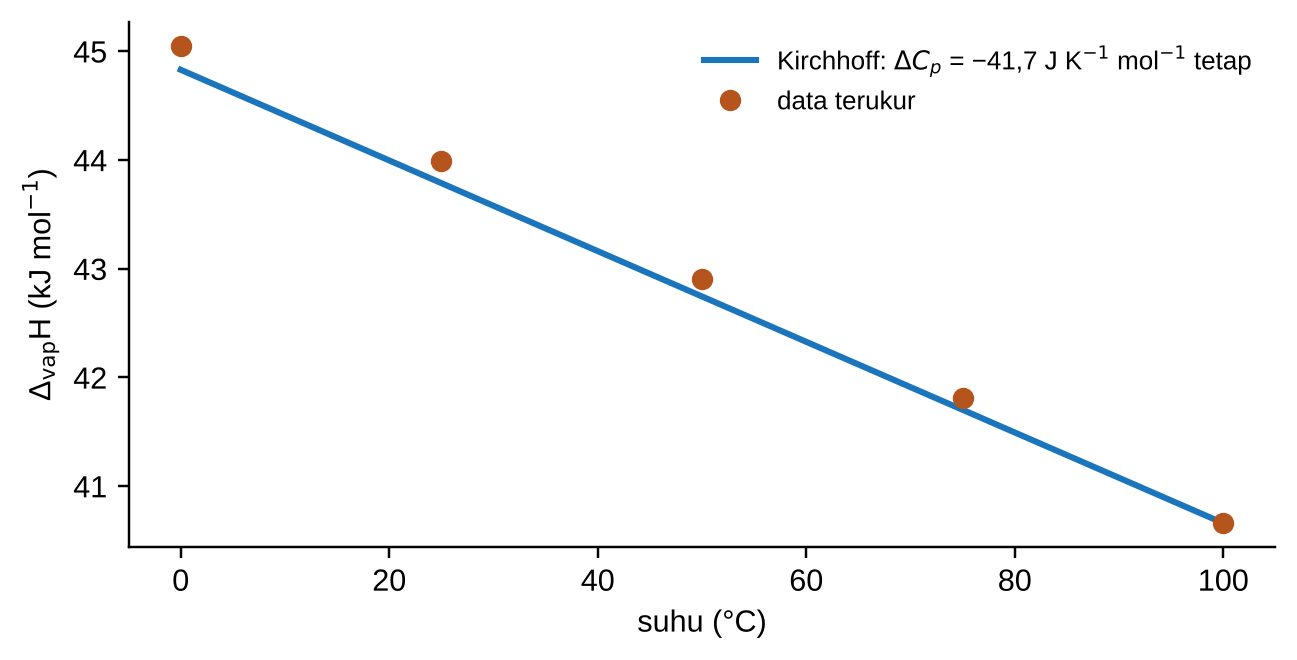 Kirchhoff: ΔCₚ = −41,7 J K⁻¹ mol⁻¹ tetap
data terukur
ΔᵥₐₚH (kJ mol⁻¹)
45
44
43
42
41
0 20 40 60 80 100
suhu (°C)